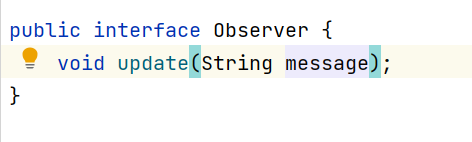 public interface Observer {
    void update(String message);
}